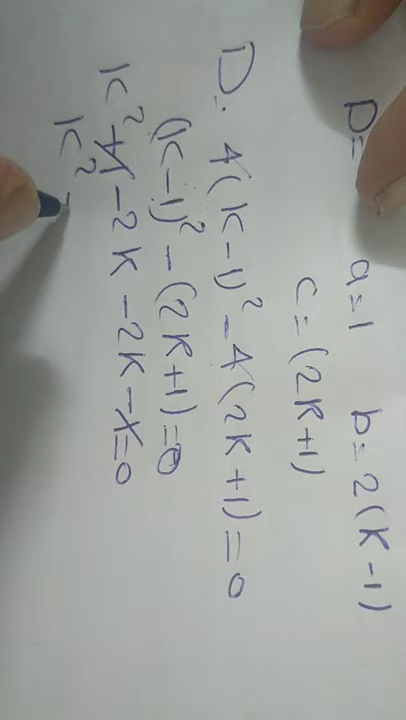 D= a=1 b=2(K-1)
c=(2K+1)
D: 4(K-1)²-4(2K+1)=0
(K-1)²-(2K+1)=0
K²+1-2K-2K-1=0
K²